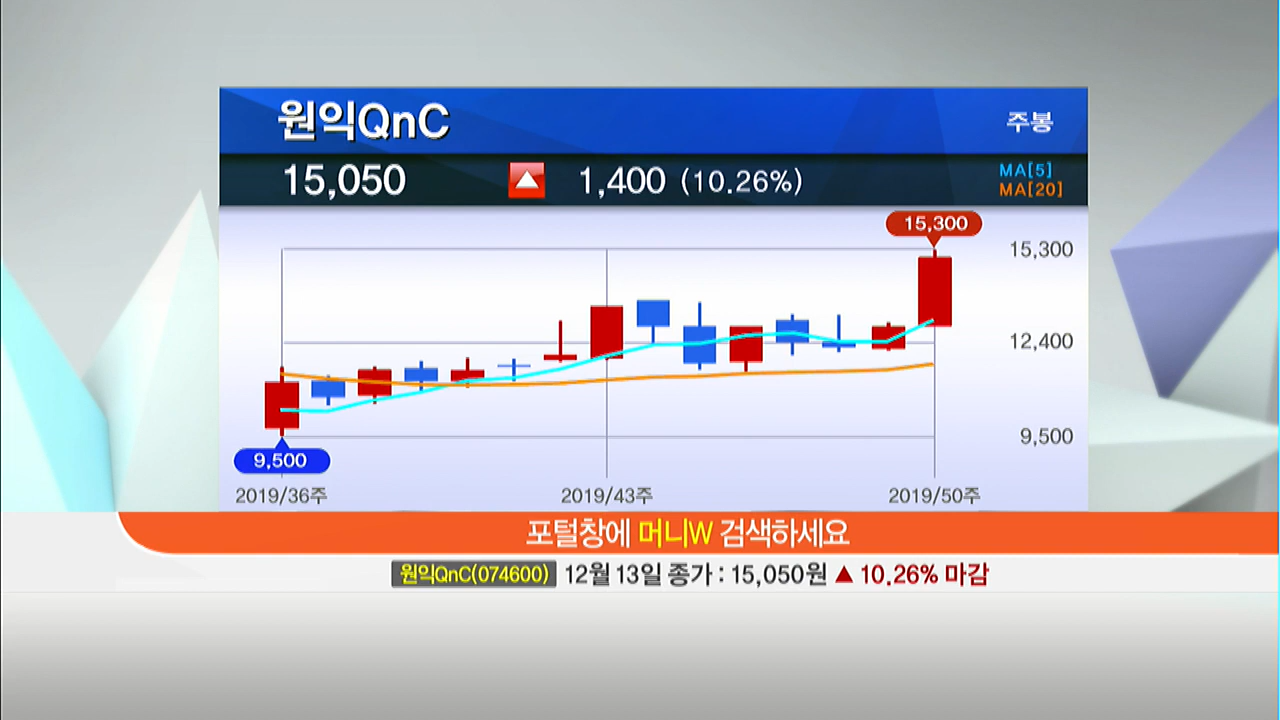 원익QnC 주봉
15,050 ▲ 1,400 (10.26%)
MA[5]
MA[20]
15,300
15,300
12,400
9,500
9,500
2019/36주 2019/43주 2019/50주
포털창에 머니W 검색하세요
원익QnC(074600) 12월 13일 종가 : 15,050원 ▲ 10.26% 마감